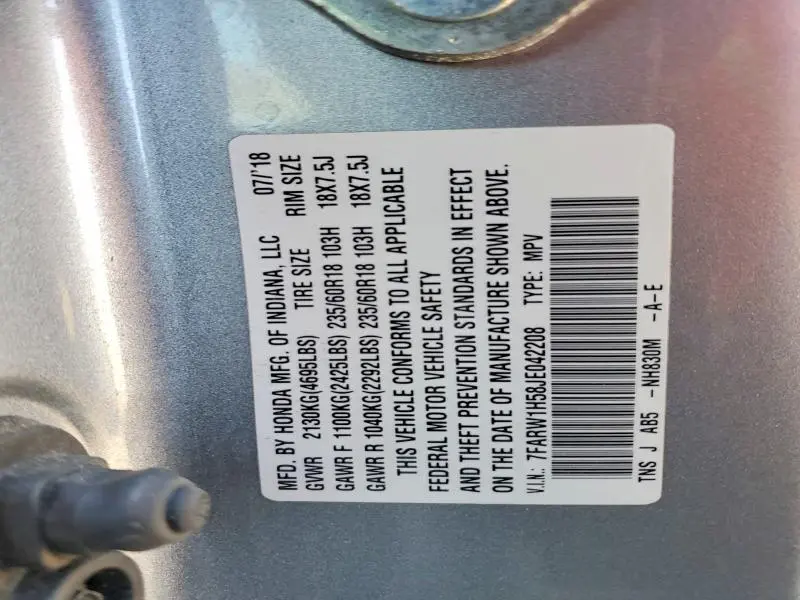 MFD. BY HONDA MFG. OF INDIANA, LLC 07/'18
GVWR 2130KG(4695LBS) TIRE SIZE RIM SIZE
GAWR F 1100KG(2425LBS) 235/60R18 103H 18X7.5J
GAWR R 1040KG(2292LBS) 235/60R18 103H 18X7.5J
THIS VEHICLE CONFORMS TO ALL APPLICABLE
FEDERAL MOTOR VEHICLE SAFETY
AND THEFT PREVENTION STANDARDS IN EFFECT
ON THE DATE OF MANUFACTURE SHOWN ABOVE.
V.I.N.: 7FARW1H58JE042208 TYPE: MPV
TNS J AB5 -NH830M -A-E